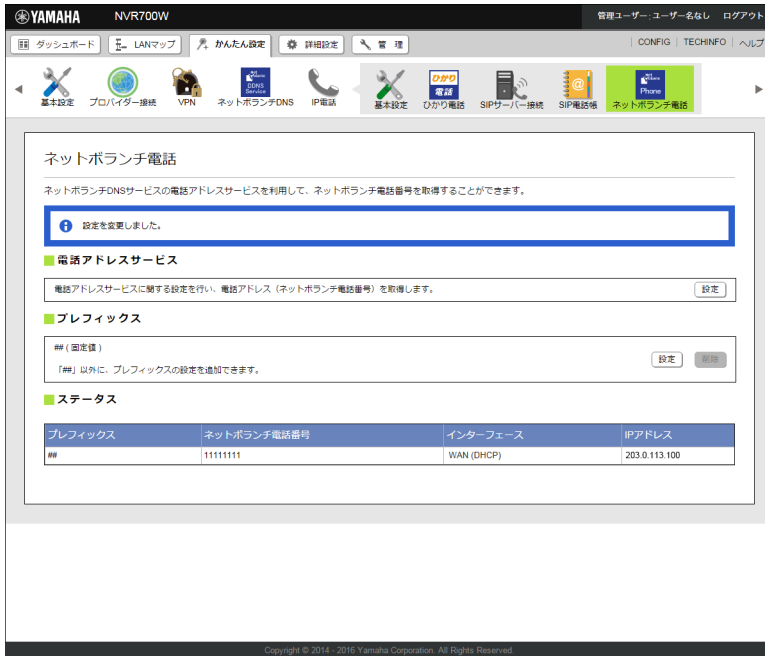 YAMAHA NVR700W 管理ユーザー:ユーザー名なし ログアウト
ダッシュボード LANマップ かんたん設定 詳細設定 管 理 CONFIG | TECHINFO | ヘルプ
Net Volante DDNS Service ひかり電話 Net Volante Phone
基本設定 プロバイダー接続 VPN ネットボランチDNS IP電話 基本設定 ひかり電話 SIPサーバー接続 SIP電話帳 ネットボランチ電話
ネットボランチ電話
ネットボランチDNSサービスの電話アドレスサービスを利用して、ネットボランチ電話番号を取得することができます。
設定を変更しました。
電話アドレスサービス
電話アドレスサービスに関する設定を行い、電話アドレス（ネットボランチ電話番号）を取得します。 設定
プレフィックス
## ( 固定値 )
「##」以外に、プレフィックスの設定を追加できます。 設定 削除
ステータス
プレフィックス ネットボランチ電話番号 インターフェース IPアドレス
## 11111111 WAN (DHCP) 203.0.113.100
Copyright © 2014 - 2016 Yamaha Corporation. All Rights Reserved.